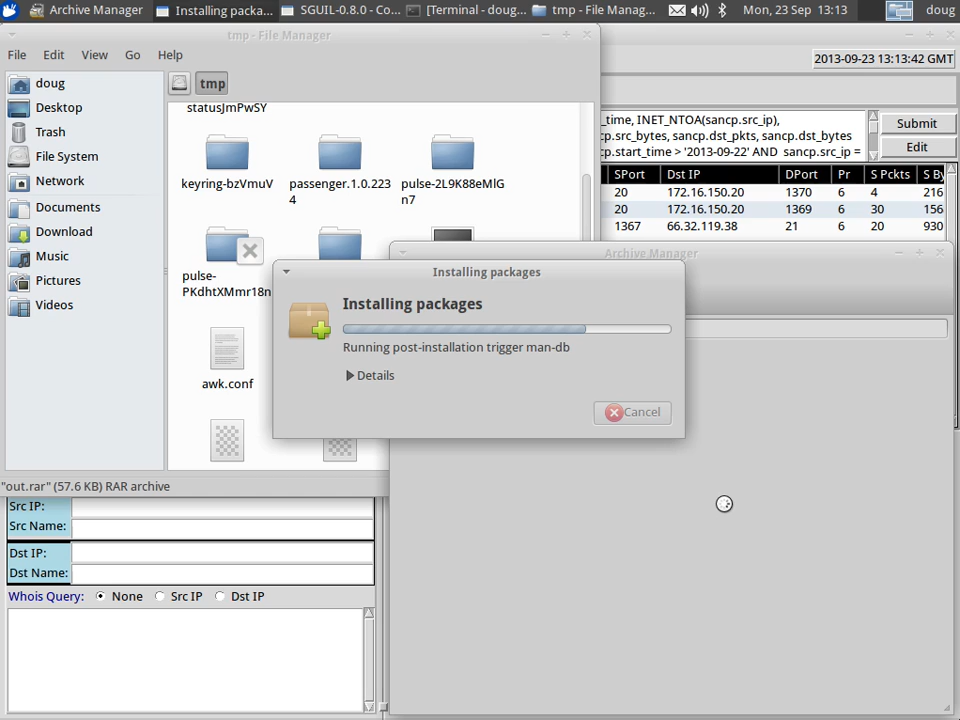 Archive Manager
Installing packa...
SGUIL-0.8.0 - Co...
[Terminal - doug...
tmp - File Manag...
Mon, 23 Sep 13:13
doug
tmp - File Manager
File Edit View Go Help
2013-09-23 13:13:42 GMT
doug
Desktop
Trash
File System
Network
Documents
Download
Music
Pictures
Videos
tmp
statusJmPwSY
keyring-bzVmuV
passenger.1.0.223
4
pulse-2L9K88eMlG
n7
pulse-
PKdhtXMmr18n
awk.conf
"out.rar" (57.6 KB) RAR archive
_time, INET_NTOA(sancp.src_ip),
cp.src_bytes, sancp.dst_pkts, sancp.dst_bytes
cp.start_time > '2013-09-22' AND sancp.src_ip =
Submit
Edit
SPort Dst IP DPort Pr S Pckts S By
20 172.16.150.20 1370 6 4 216
20 172.16.150.20 1369 6 30 156
1367 66.32.119.38 21 6 20 930
Archive Manager
Installing packages
Installing packages
Running post-installation trigger man-db
Details
Cancel
Src IP:
Src Name:
Dst IP:
Dst Name:
Whois Query: None Src IP Dst IP